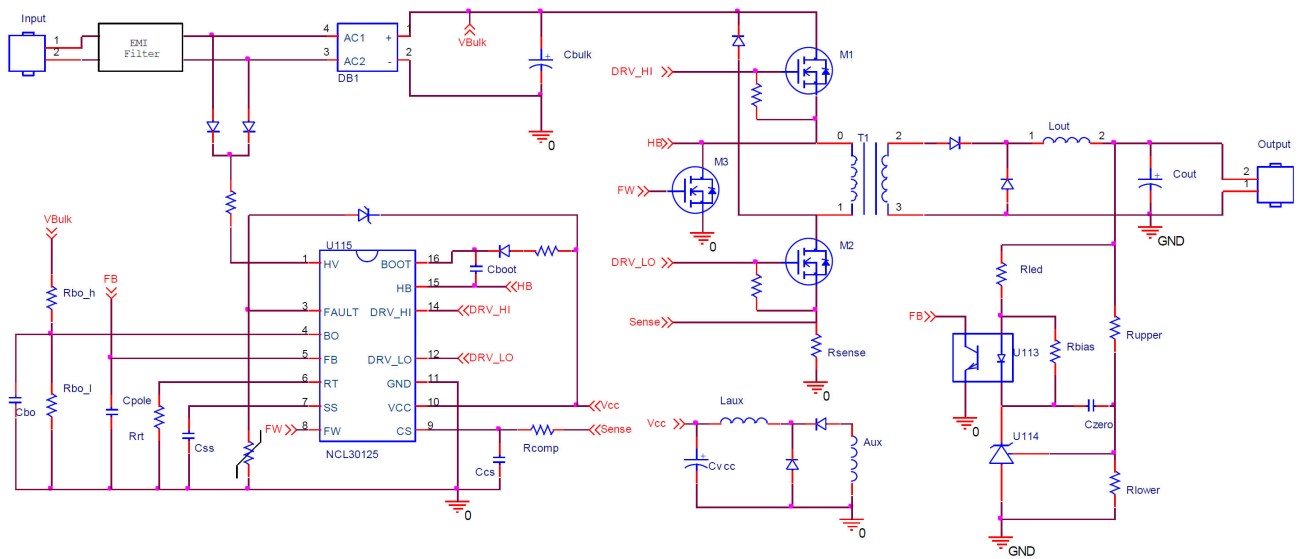 Input
1
2
EMI
Filter
4
3
AC1
AC2
+
-
1
2
DB1
VBulk
Cbulk
0
DRV_HI
M1
HB
0
T1
2
1
Lout
2
Output
M3
FW
0
1
3
Cout
2
1
GND
DRV_LO
M2
Sense
Rsense
0
VBulk
FB
Rbo_h
Rbo_l
Cbo
Cpole
Rrt
Css
FW
U115
1
HV
3
FAULT
4
BO
5
FB
6
RT
7
SS
8
FW
BOOT
16
HB
15
DRV_HI
14
DRV_LO
12
GND
11
VCC
10
CS
9
NCL30125
Cboot
HB
DRV_HI
DRV_LO
Vcc
Sense
Rcomp
Ccs
0
Vcc
Laux
Cvcc
Aux
0
Rled
FB
U113
Rbias
Rupper
0
Czero
U114
Rlower
GND